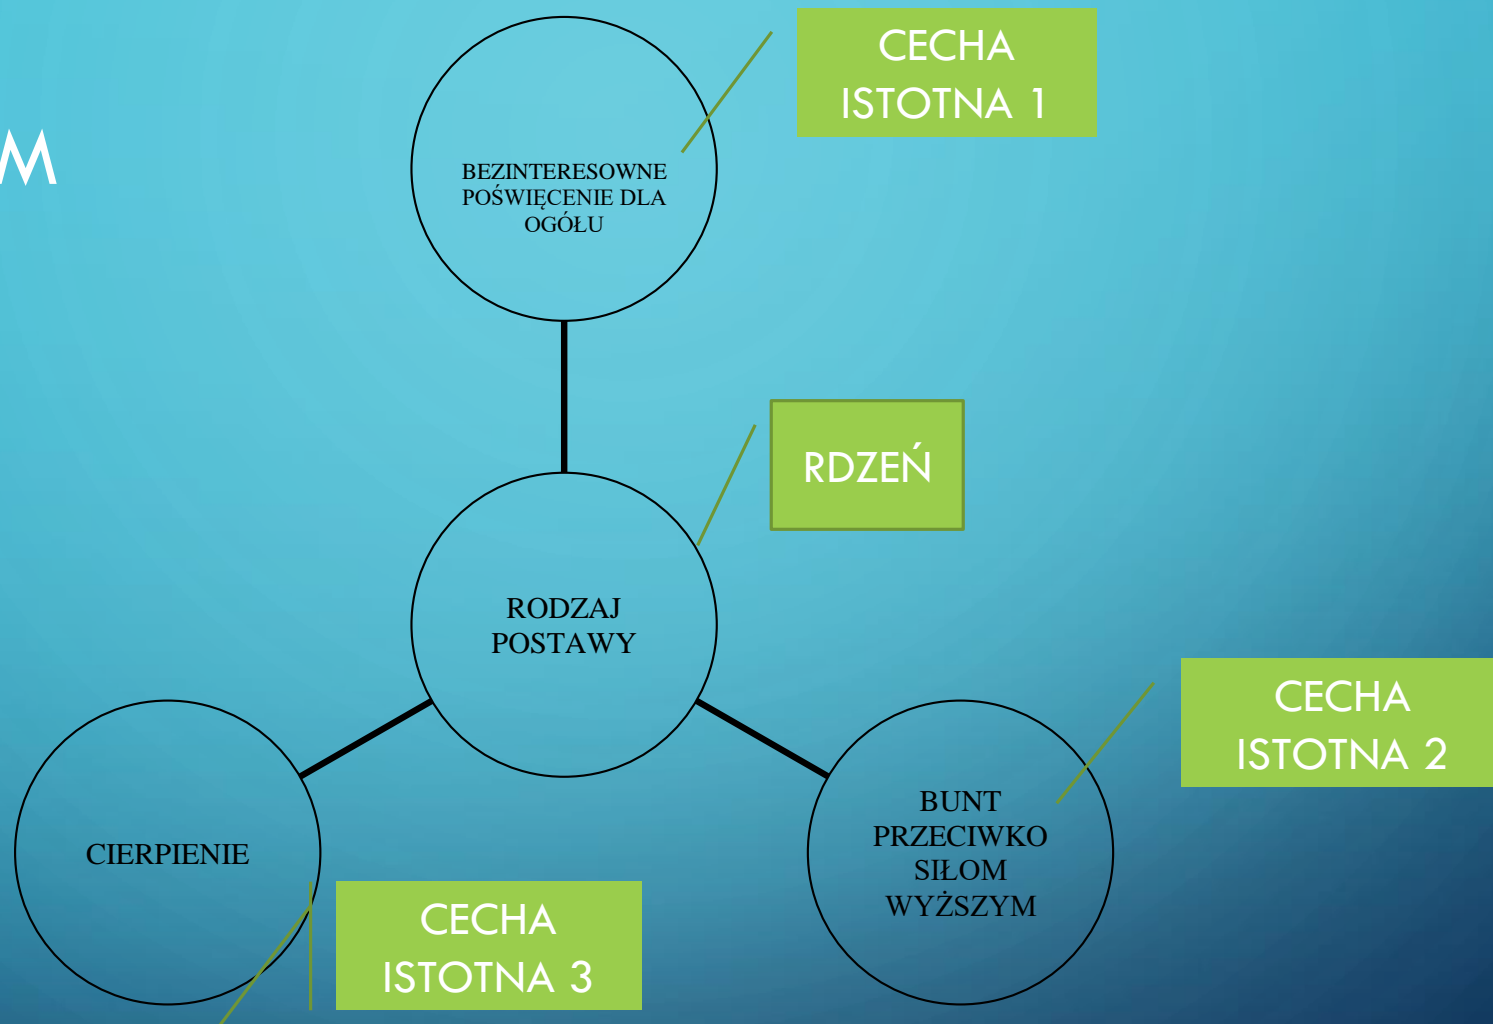 CECHA
ISTOTNA 1
M
BEZINTERESOWNE
POŚWIĘCENIE DLA
OGÓŁU
RDZEŃ
RODZAJ
POSTAWY
CECHA
ISTOTNA 2
BUNT
PRZECIWKO
SIŁOM
WYŻSZYM
CIERPIENIE
CECHA
ISTOTNA 3